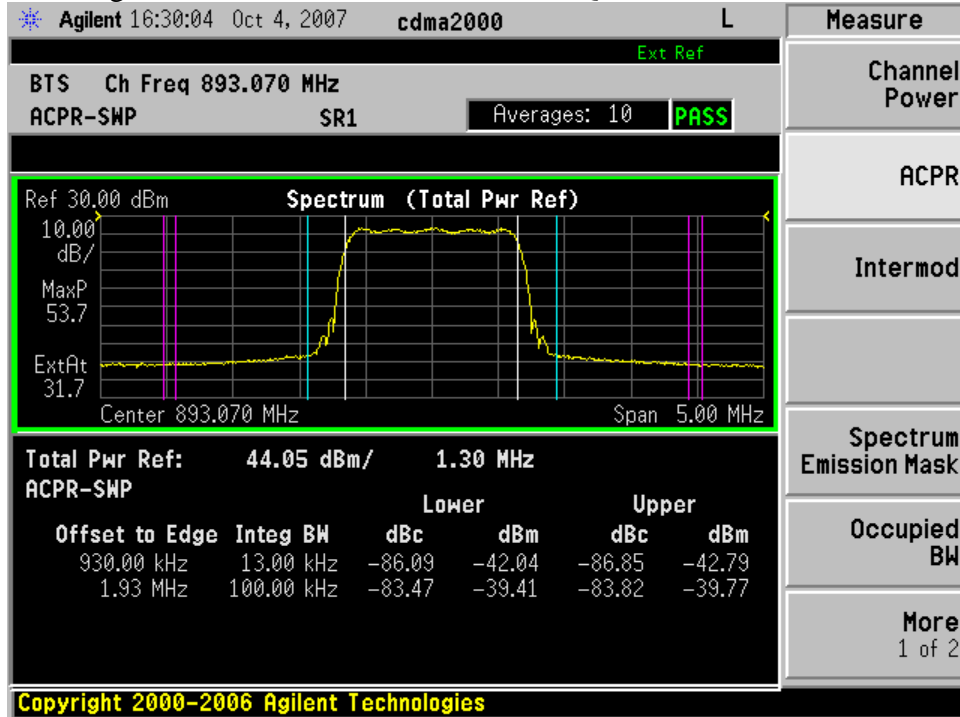 Agilent 16:30:04 Oct 4, 2007 cdma2000 L Measure
Ext Ref
BTS Ch Freq 893.070 MHz
ACPR-SWP SR1 Averages: 10 PASS
Channel
Power
ACPR
Intermod
Spectrum
Emission Mask
Occupied
BW
More
1 of 2
Ref 30.00 dBm Spectrum (Total Pwr Ref)
10.00
dB/
MaxP
53.7
ExtAt
31.7
Center 893.070 MHz Span 5.00 MHz
Total Pwr Ref: 44.05 dBm/ 1.30 MHz
ACPR-SWP
Lower Upper
Offset to Edge Integ BW dBc dBm dBc dBm
930.00 kHz 13.00 kHz -86.09 -42.04 -86.85 -42.79
1.93 MHz 100.00 kHz -83.47 -39.41 -83.82 -39.77
Copyright 2000-2006 Agilent Technologies